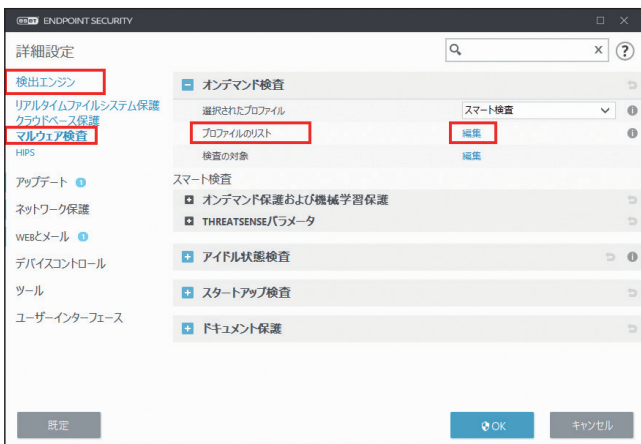 eset ENDPOINT SECURITY
詳細設定
検出エンジン
リアルタイムファイルシステム保護
クラウドベース保護
マルウェア検査
HIPS
アップデート 1
ネットワーク保護
WEBとメール 1
デバイスコントロール
ツール
ユーザーインターフェース
オンデマンド検査
選択されたプロファイル スマート検査
プロファイルのリスト 編集
検査の対象 編集
スマート検査
オンデマンド保護および機械学習保護
THREATSENSEパラメータ
アイドル状態検査
スタートアップ検査
ドキュメント保護
既定 OK キャンセル